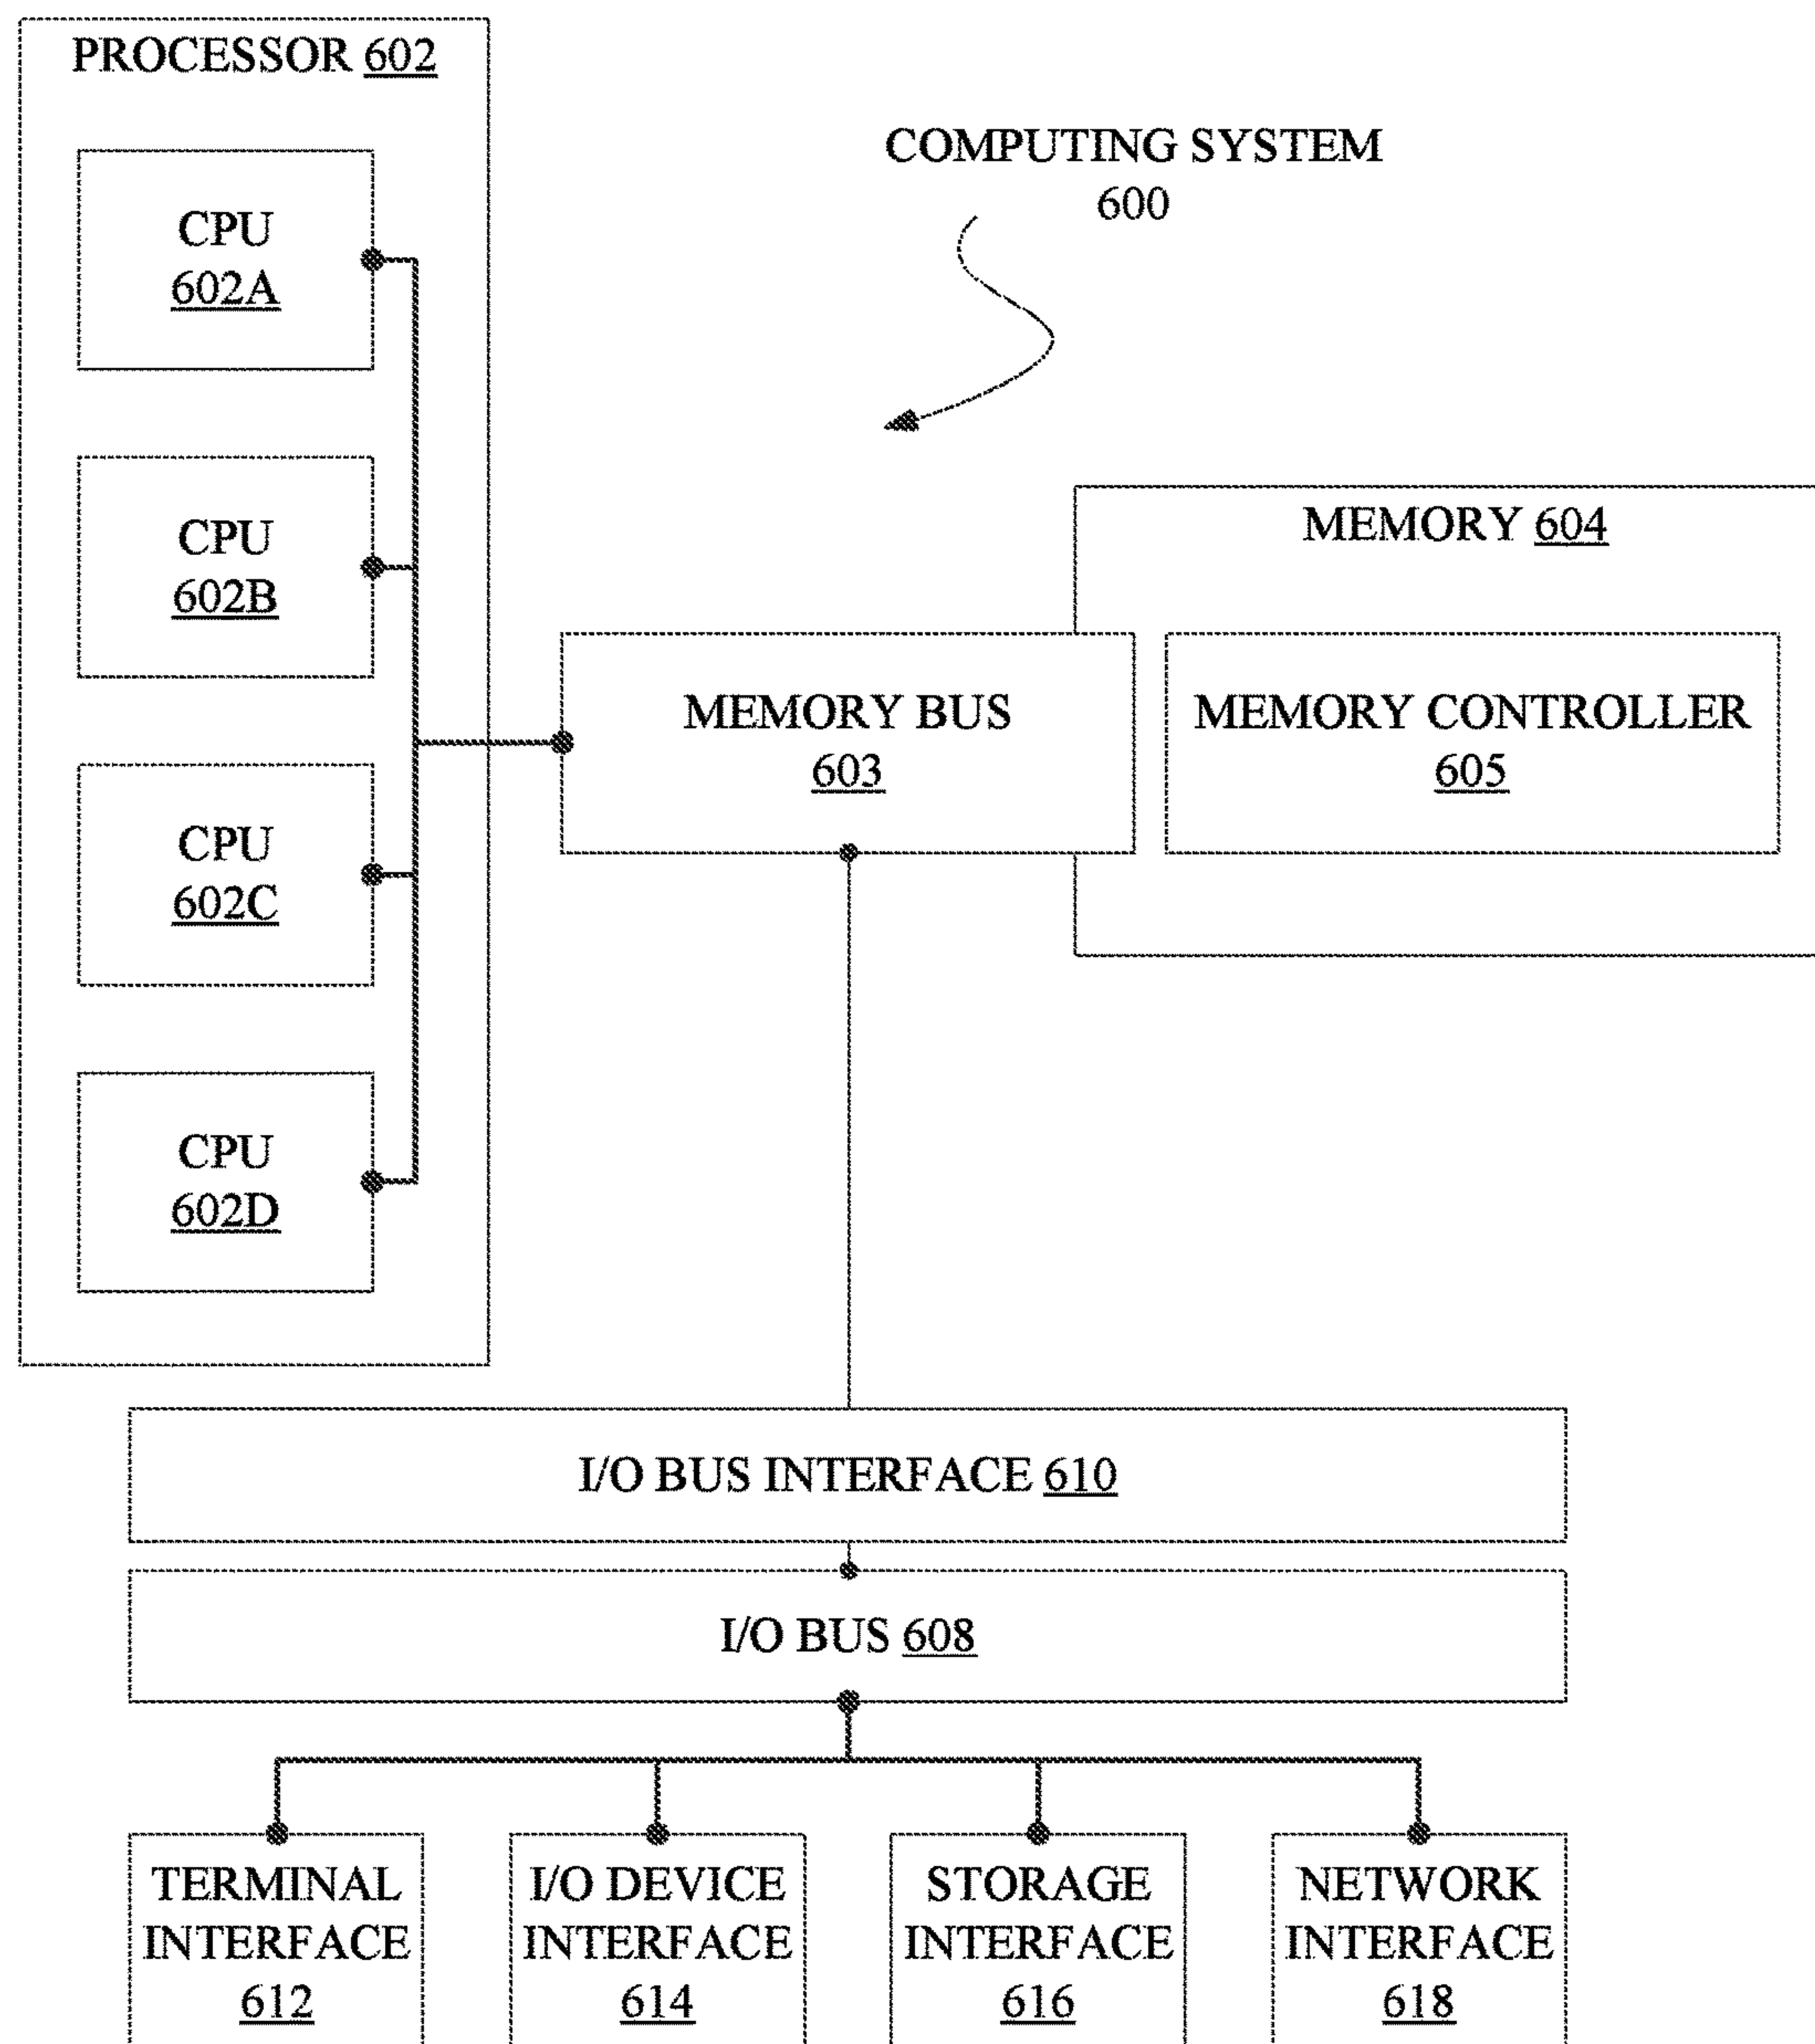 PROCESSOR 602
CPU
602A
CPU
602B
CPU
602C
CPU
602D
COMPUTING SYSTEM
600
MEMORY 604
MEMORY BUS
603
MEMORY CONTROLLER
605
I/O BUS INTERFACE 610
I/O BUS 608
TERMINAL
INTERFACE
612
I/O DEVICE
INTERFACE
614
STORAGE
INTERFACE
616
NETWORK
INTERFACE
618